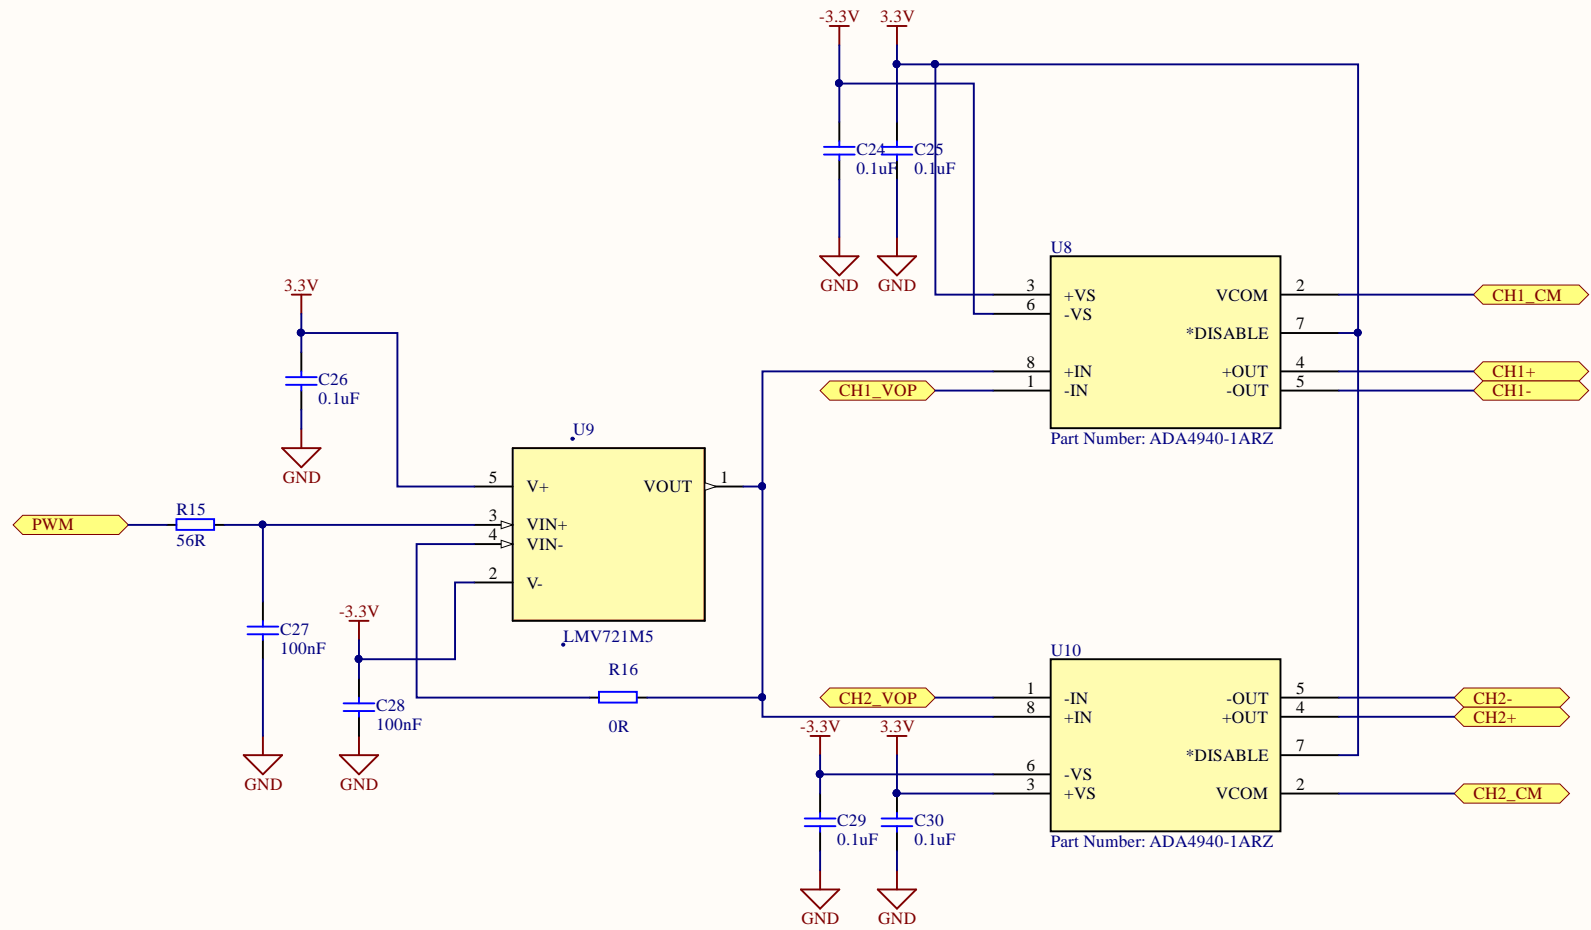 -3.3V
3.3V
C24
0.1uF
C25
0.1uF
GND
GND
U8
3
+VS
6
-VS
8
+IN
1
-IN
VCOM
2
*DISABLE
7
+OUT
4
-OUT
5
CH1_CM
CH1+
CH1-
CH1_VOP
Part Number: ADA4940-1ARZ
3.3V
C26
0.1uF
GND
U9
5
V+
3
VIN+
4
VIN-
2
V-
VOUT
1
LMV721M5
PWM
R15
56R
C27
100nF
GND
-3.3V
C28
100nF
GND
R16
0R
U10
CH2_VOP
1
-IN
8
+IN
6
-VS
3
+VS
-OUT
5
+OUT
4
*DISABLE
7
VCOM
2
CH2-
CH2+
CH2_CM
Part Number: ADA4940-1ARZ
-3.3V
3.3V
C29
0.1uF
C30
0.1uF
GND
GND